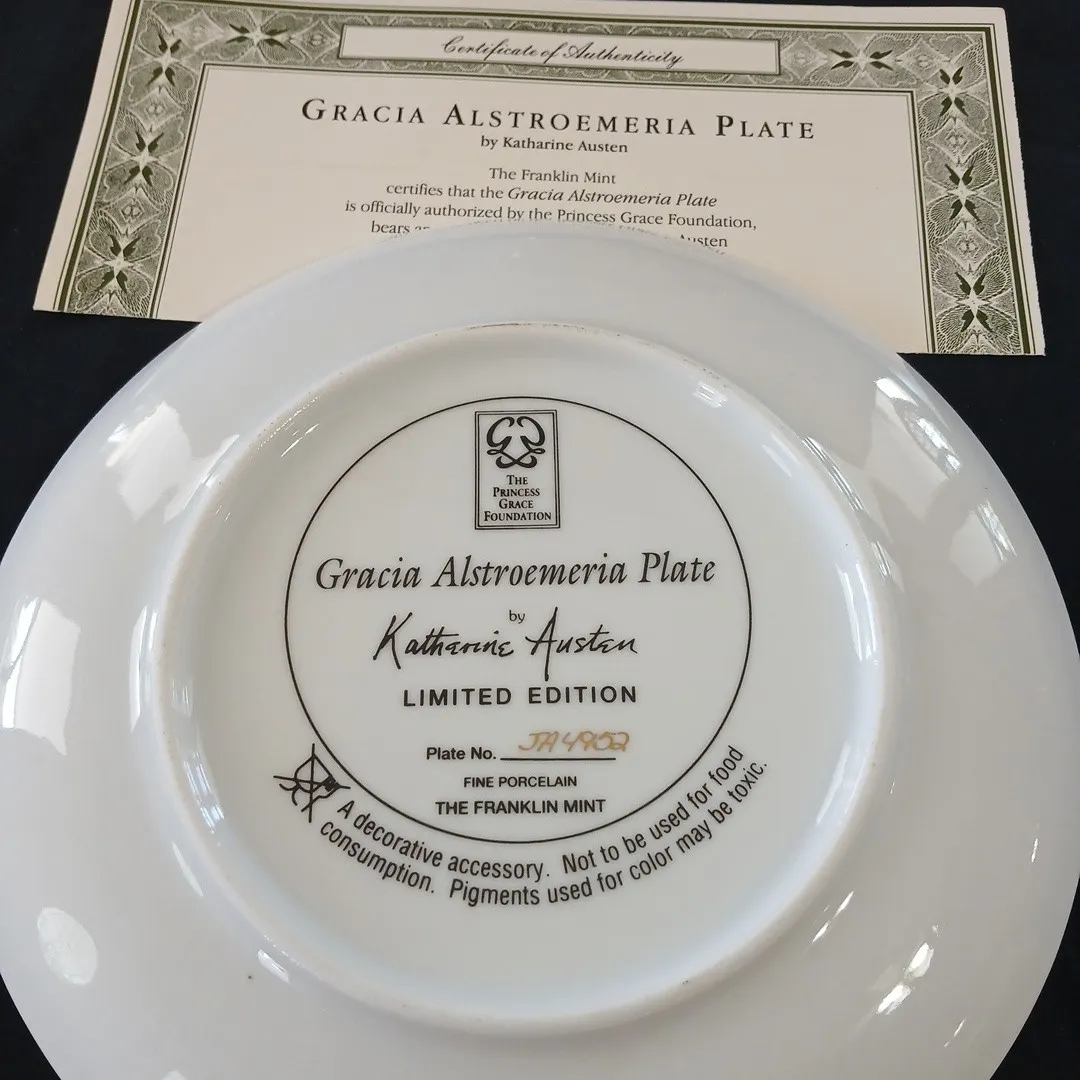 Certificate of Authenticity
GRACIA ALSTROEMERIA PLATE
by Katharine Austen
The Franklin Mint
certifies that the Gracia Alstroemeria Plate
is officially authorized by the Princess Grace Foundation,
bears Austen
THE
PRINCESS
GRACE
FOUNDATION
Gracia Alstroemeria Plate
by
Katharine Austen
LIMITED EDITION
Plate No. JA4952
FINE PORCELAIN
THE FRANKLIN MINT
A decorative accessory. Not to be used for food
consumption. Pigments used for color may be toxic.